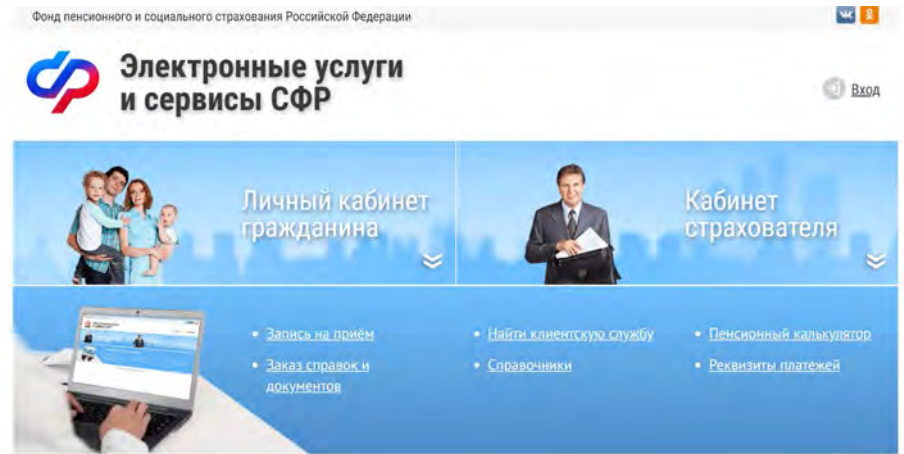 Фонд пенсионного и социального страхования Российской Федерации
Электронные услуги
и сервисы СФР
Вход
Личный кабинет
гражданина
Кабинет
страхователя
Запись на приём
Заказ справок и
документов
Найти клиентскую службу
Справочники
Пенсионный калькулятор
Реквизиты платежей